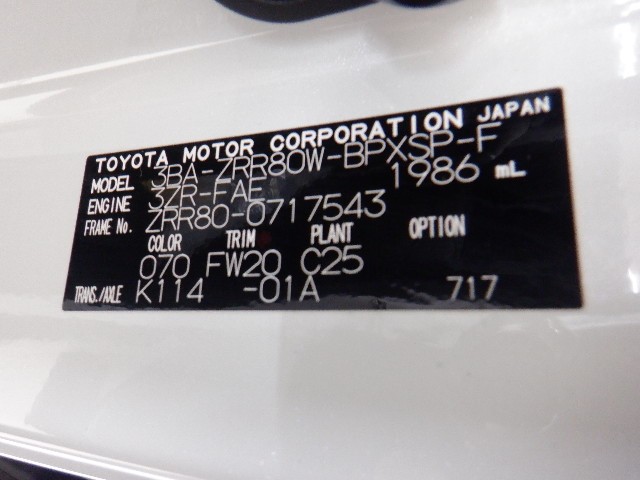 TOYOTA MOTOR CORPORATION JAPAN
MODEL 3BA-ZRR80W-BPXSP-F
ENGINE 3ZR-FAE 1986 mL
FRAME No. ZRR80-0717543
COLOR TRIM PLANT OPTION
070 FW20 C25
TRANS./AXLE K114 -01A 717